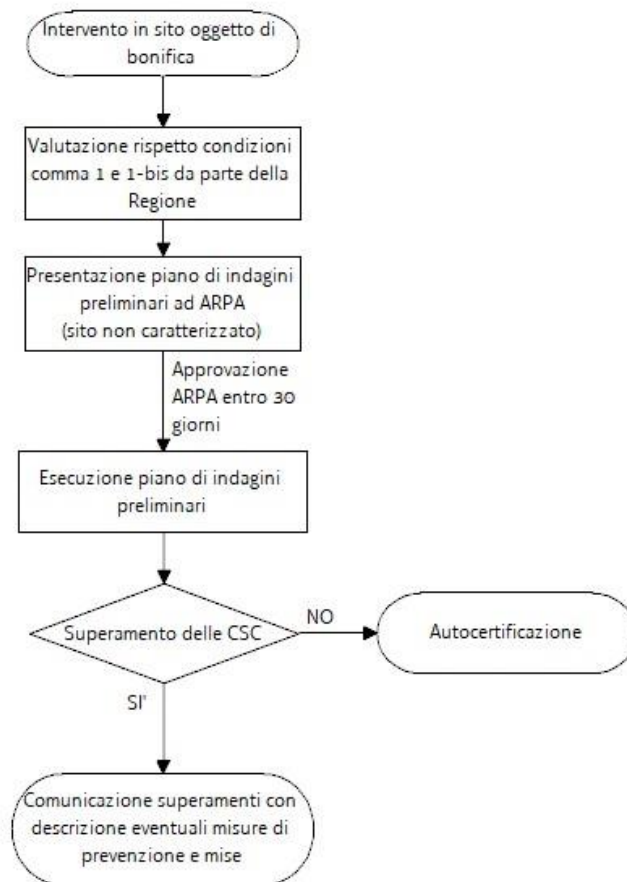 Intervento in sito oggetto di
bonifica
Valutazione rispetto condizioni
comma 1 e 1-bis da parte della
Regione
Presentazione piano di indagini
preliminari ad ARPA
(sito non caratterizzato)
Approvazione
ARPA entro 30
giorni
Esecuzione piano di indagini
preliminari
Superamento delle CSC
NO
Autocertificazione
SI'
Comunicazione superamenti con
descrizione eventuali misure di
prevenzione e mise